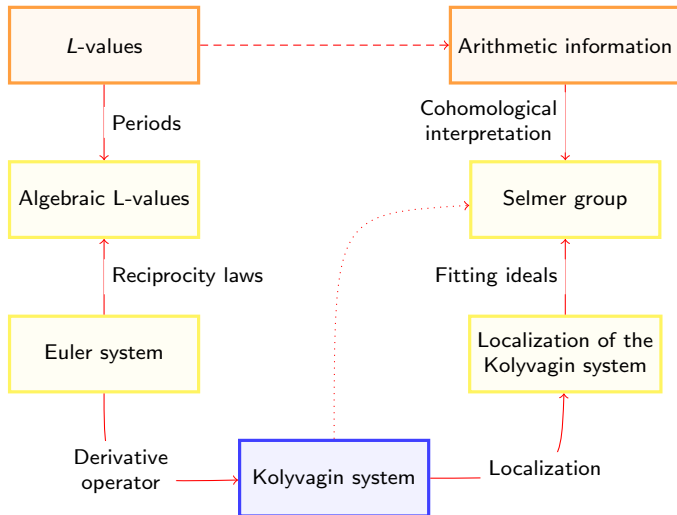 L-values
Arithmetic information
Periods
Cohomological
interpretation
Algebraic L-values
Selmer group
Reciprocity laws
Fitting ideals
Euler system
Localization of the
Kolyvagin system
Derivative
operator
Kolyvagin system
Localization